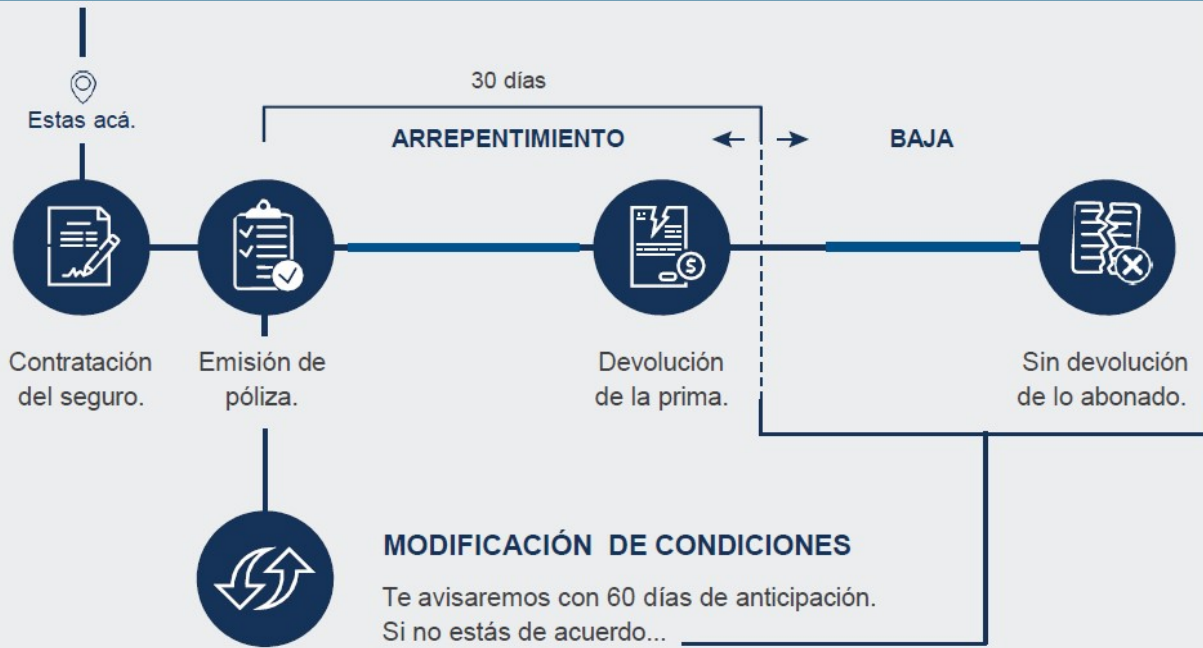 30 días
Estas acá.
ARREPENTIMIENTO
BAJA
Contratación
del seguro.
Emisión de
póliza.
Devolución
de la prima.
Sin devolución
de lo abonado.
MODIFICACIÓN DE CONDICIONES
Te avisaremos con 60 días de anticipación.
Si no estás de acuerdo...